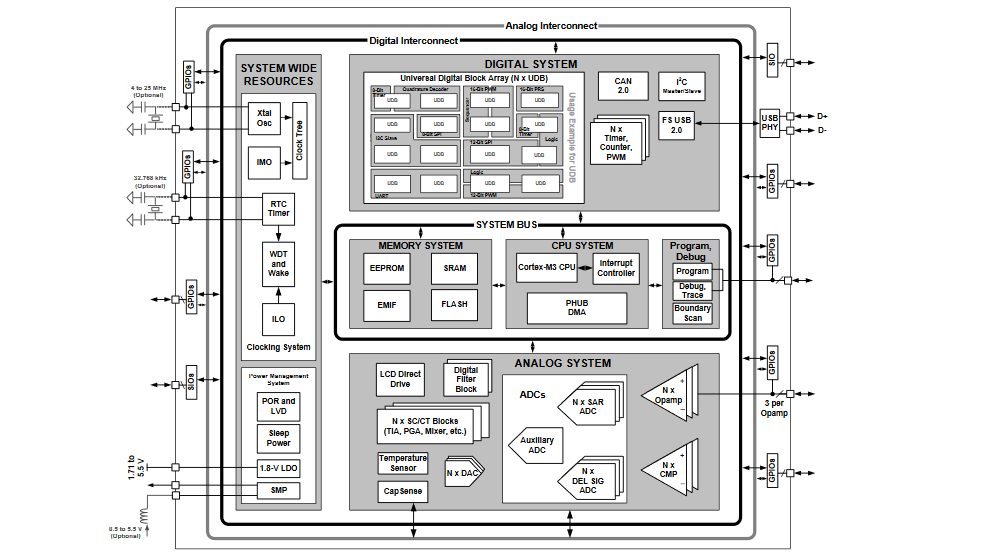 Analog Interconnect
Digital Interconnect
SYSTEM WIDE
RESOURCES
Xtal
Osc
IMO
Clock Tree
RTC
Timer
WDT
and
Wake
ILO
Clocking System
Power Management
System
POR and
LVD
Sleep
Power
1.8-V LDO
SMP
4 to 25 MHz
(Optional)
32.768 kHz
(Optional)
GPIOs
GPIOs
GPIOs
SIOs
1.71 to
5.5 V
0.5 to 5.5 V
(Optional)
DIGITAL SYSTEM
Universal Digital Block Array (N x UDB)
8-Bit
Timer
Quadrature Decoder
16-Bit PWM
16-Bit PRS
UDB
UDB
UDB
UDB
Sequencer
Usage Example for UDB
UDB
UDB
UDB
UDB
I2C Slave
8-Bit SPI
8-Bit
Timer
Logic
12-Bit SPI
UDB
UDB
UDB
UDB
Logic
UDB
UDB
UDB
UDB
UART
12-Bit PWM
CAN
2.0
I2C
Master/Slave
N x
Timer,
Counter,
PWM
FS USB
2.0
SYSTEM BUS
MEMORY SYSTEM
EEPROM
SRAM
EMIF
FLASH
CPU SYSTEM
Cortex-M3 CPU
Interrupt
Controller
PHUB
DMA
Program,
Debug
Program
Debug,
Trace
Boundary
Scan
ANALOG SYSTEM
LCD Direct
Drive
Digital
Filter
Block
N x SC/CT Blocks
(TIA, PGA, Mixer, etc.)
Temperature
Sensor
N x DAC
CapSense
ADCs
N x SAR
ADC
Auxiliary
ADC
N x
DEL SIG
ADC
+
N x
Opamp
−
+
N x
CMP
−
SIO
USB
PHY
D+
D-
GPIOs
GPIOs
GPIOs
3 per
Opamp
GPIOs